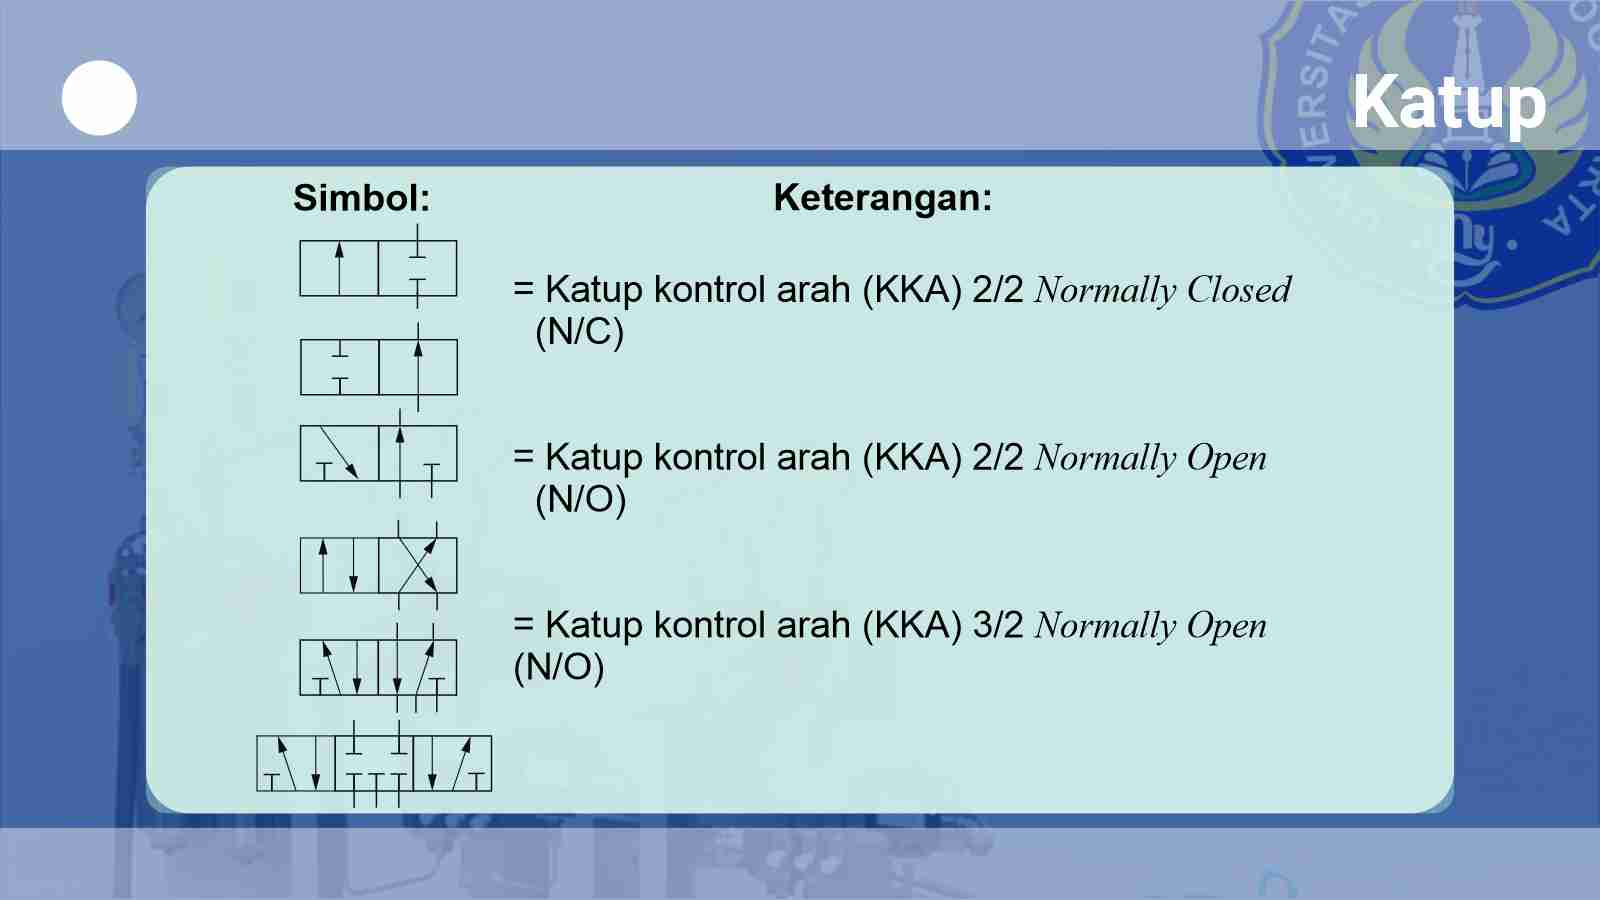 Katup
Simbol:
Keterangan:
= Katup kontrol arah (KKA) 2/2 Normally Closed
(N/C)
= Katup kontrol arah (KKA) 2/2 Normally Open
(N/O)
= Katup kontrol arah (KKA) 3/2 Normally Open
(N/O)